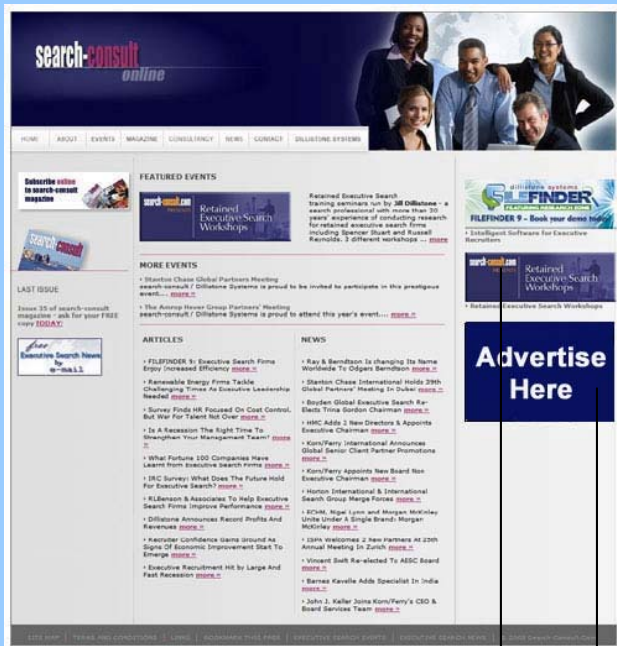 search-consult
online
HOME
ABOUT
EVENTS
MAGAZINE
CONSULTANCY
NEWS
CONTACT
DILLISTONE SYSTEMS
Subscribe online
to search-consult
magazine
search-consult
LAST ISSUE
Issue 35 of search-consult
magazine - ask for your FREE
copy TODAY!
free
Executive Search News
by
e-mail
FEATURED EVENTS
search-consult.com
PRESENTS
Retained
Executive Search
Workshops
Retained Executive Search
training seminars run by Jill Dillistone - a
search professional with more than 20
years' experience of conducting research
for retained executive search firms
including Spencer Stuart and Russell
Reynolds. 3 different workshops ... more
MORE EVENTS
› Stanton Chase Global Partners Meeting
search-consult / Dillistone Systems is proud to be invited to participate in this prestigious
event.... more »
› The Amrop Hever Group Partners' Meeting
search-consult / Dillistone Systems is proud to attend this year's event.... more »
ARTICLES
› FILEFINDER 9: Executive Search Firms
Enjoy Increased Efficiency more »
› Renewable Energy Firms Tackle
Challenging Times As Executive Leadership
Needed more »
› Survey Finds HR Focused On Cost Control,
But War For Talent Not Over more »
› Is A Recession The Right Time To
Strengthen Your Management Team? more
»
› What Fortune 100 Companies Have
Learnt from Executive Search Firms more »
› IRC Survey: What Does The Future Hold
For Executive Search? more »
› RLBenson & Associates To Help Executive
Search Firms Improve Performance more »
› Dillistone Announces Record Profits And
Revenues more »
› Recruiter Confidence Gains Ground As
Signs Of Economic Improvement Start To
Emerge more »
› Executive Recruitment Hit by Large And
Fast Recession more »
NEWS
› Ray & Berndtson Is changing Its Name
Worldwide To Odgers Berndtson more »
› Stanton Chase International Holds 39th
Global Partners' Meeting In Dubai more »
› Boyden Global Executive Search Re-
Elects Trina Gordon Chairman more »
› HMC Adds 2 New Directors & Appoints
Executive Chairman more »
› Korn/Ferry International Announces
Global Senior Client Partner Promotions
more »
› Korn/Ferry Appoints New Board Non
Executive Chairman more »
› Horton International & International
Search Group Merge Forces more »
› ECHM, Nigel Lynn and Morgan McKinley
Unite Under A Single Brand: Morgan
McKinley more »
› ISPA Welcomes 2 New Partners At 25th
Annual Meeting In Zurich more »
› Vincent Swift Re-elected To AESC Board
more »
› Barnes Kavelle Adds Specialist In India
more »
› John J. Keller Joins Korn/Ferry's CEO &
Board Services Team more »
dillistone systems
FILEFINDER
FEATURING RESEARCH ZONE
FILEFINDER 9 - Book your demo today
› Intelligent Software for Executive
Recruiters
search-consult.com
PRESENTS
Retained
Executive Search
Workshops
› Retained Executive Search Workshops
Advertise
Here
SITE MAP | TERMS AND CONDITIONS | LINKS | BOOKMARK THIS PAGE | EXECUTIVE SEARCH EVENTS | EXECUTIVE SEARCH NEWS | © 2009 Search-Consult.com